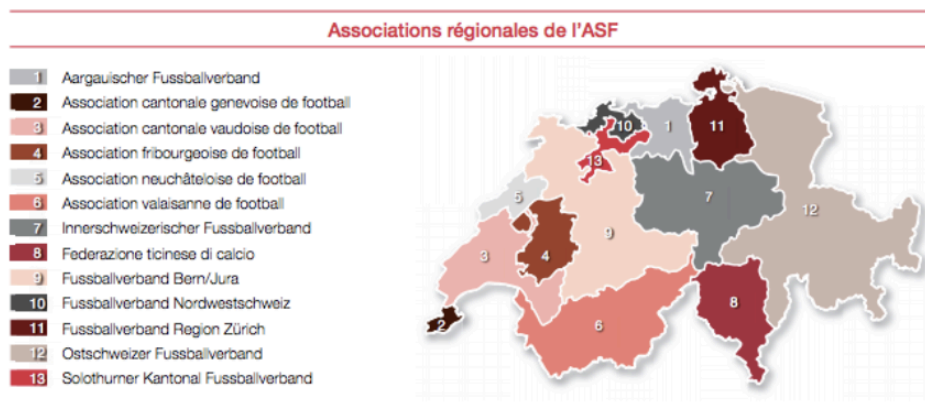 Associations régionales de l'ASF
1 Aargauischer Fussballverband
2 Association cantonale genevoise de football
3 Association cantonale vaudoise de football
4 Association fribourgeoise de football
5 Association neuchâteloise de football
6 Association valaisanne de football
7 Innerschweizerischer Fussballverband
8 Federazione ticinese di calcio
9 Fussballverband Bern/Jura
10 Fussballverband Nordwestschweiz
11 Fussballverband Region Zürich
12 Ostschweizer Fussballverband
13 Solothurner Kantonal Fussballverband
10
1
11
13
5
7
12
9
3
4
8
2
6